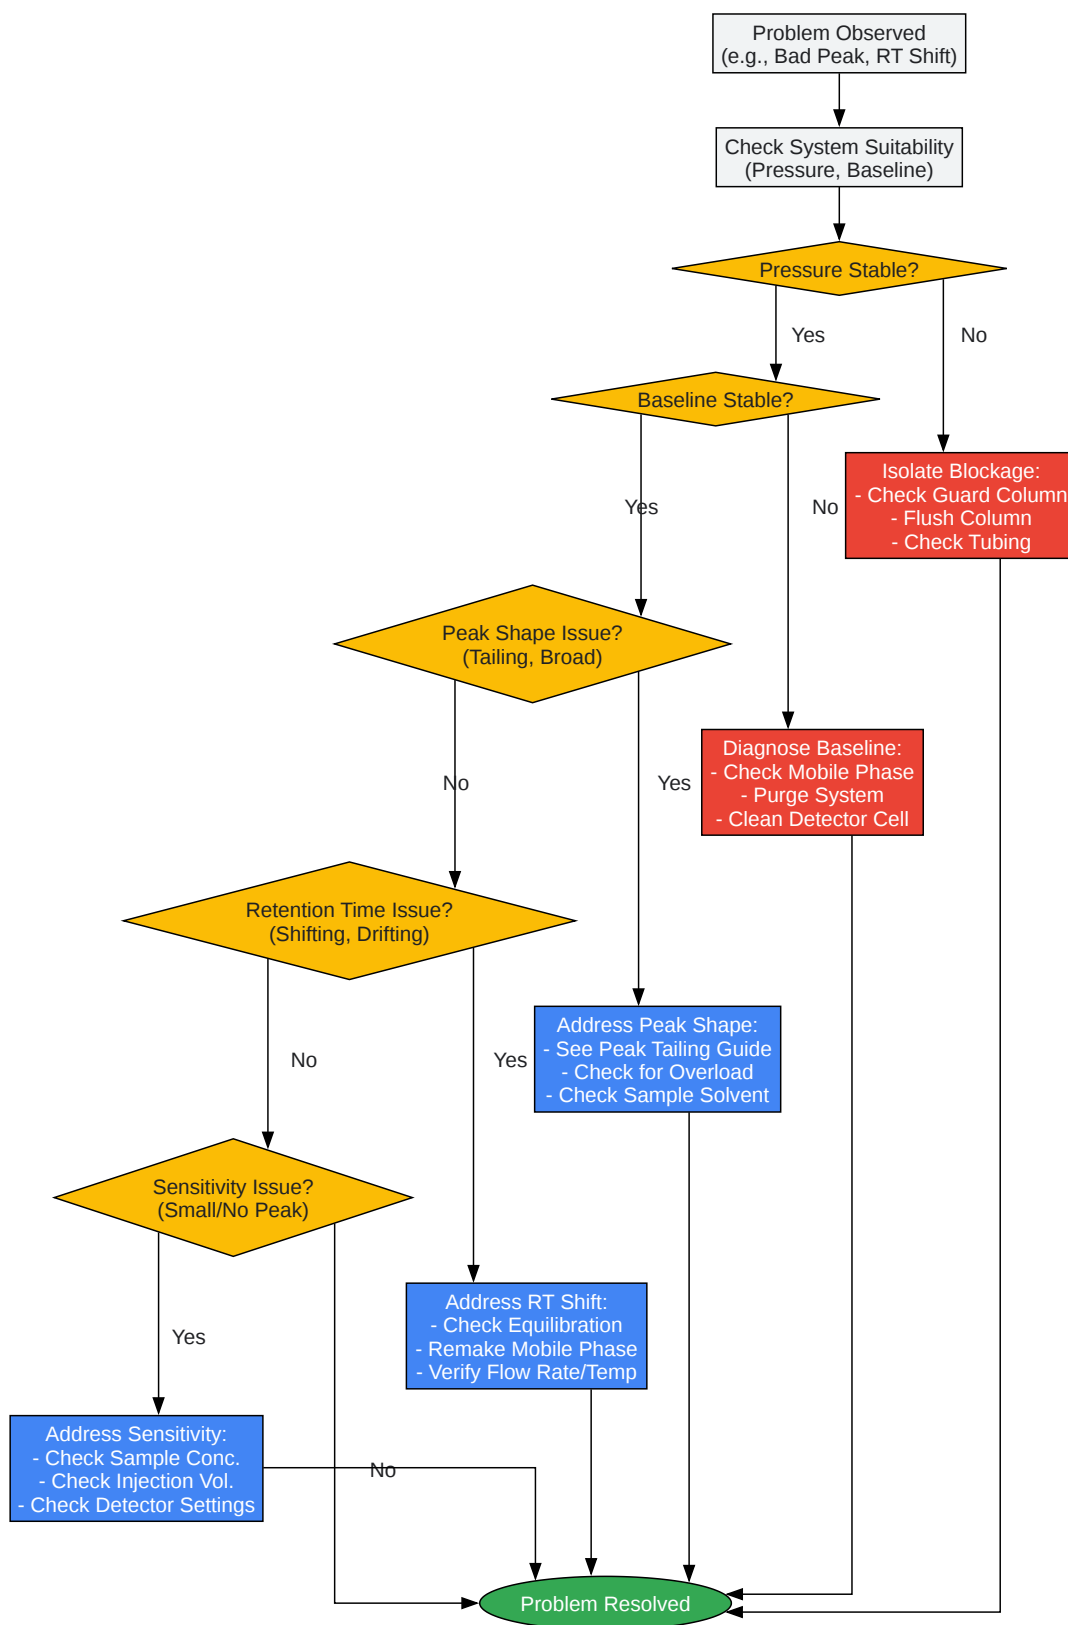 Problem Observed
(e.g., Bad Peak, RT Shift)
Check System Suitability
(Pressure, Baseline)
Pressure Stable?
Yes
No
Baseline Stable?
Isolate Blockage:
- Check Guard Column
- Flush Column
- Check Tubing
Yes
No
Peak Shape Issue?
(Tailing, Broad)
Diagnose Baseline:
- Check Mobile Phase
- Purge System
- Clean Detector Cell
No
Yes
Retention Time Issue?
(Shifting, Drifting)
Address Peak Shape:
- See Peak Tailing Guide
- Check for Overload
- Check Sample Solvent
No
Yes
Sensitivity Issue?
(Small/No Peak)
Address RT Shift:
- Check Equilibration
- Remake Mobile Phase
- Verify Flow Rate/Temp
Yes
Address Sensitivity:
- Check Sample Conc.
- Check Injection Vol.
- Check Detector Settings
No
Problem Resolved